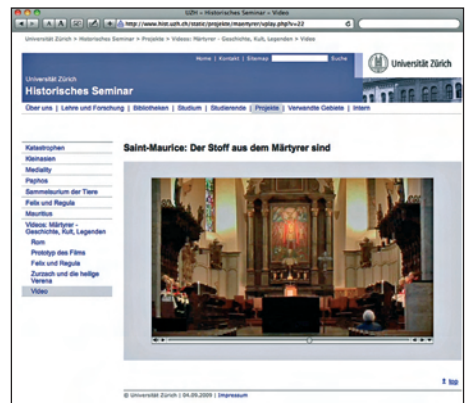 UZH - Historisches Seminar - Video
http://www.hist.uzh.ch/static/projekte/maertyrer/vplay.php?v=22
Universität Zürich > Historisches Seminar > Projekte > Videos: Märtyrer - Geschichte, Kult, Legenden > Video
Home | Kontakt | Sitemap Suche
Universität Zürich
Universität Zürich
Historisches Seminar
Über uns | Lehre und Forschung | Bibliotheken | Studium | Studierende | Projekte | Verwandte Gebiete | Intern
Katastrophen
Kleinasien
Mediality
Paphos
Sammelsurium der Tiere
Felix und Regula
Mauritius
Videos: Märtyrer -
Geschichte, Kult, Legenden
Rom
Prototyp des Films
Felix und Regula
Zurzach und die heilige
Verena
Video
Saint-Maurice: Der Stoff aus dem Märtyrer sind
top
© Universität Zürich | 04.09.2009 | Impressum